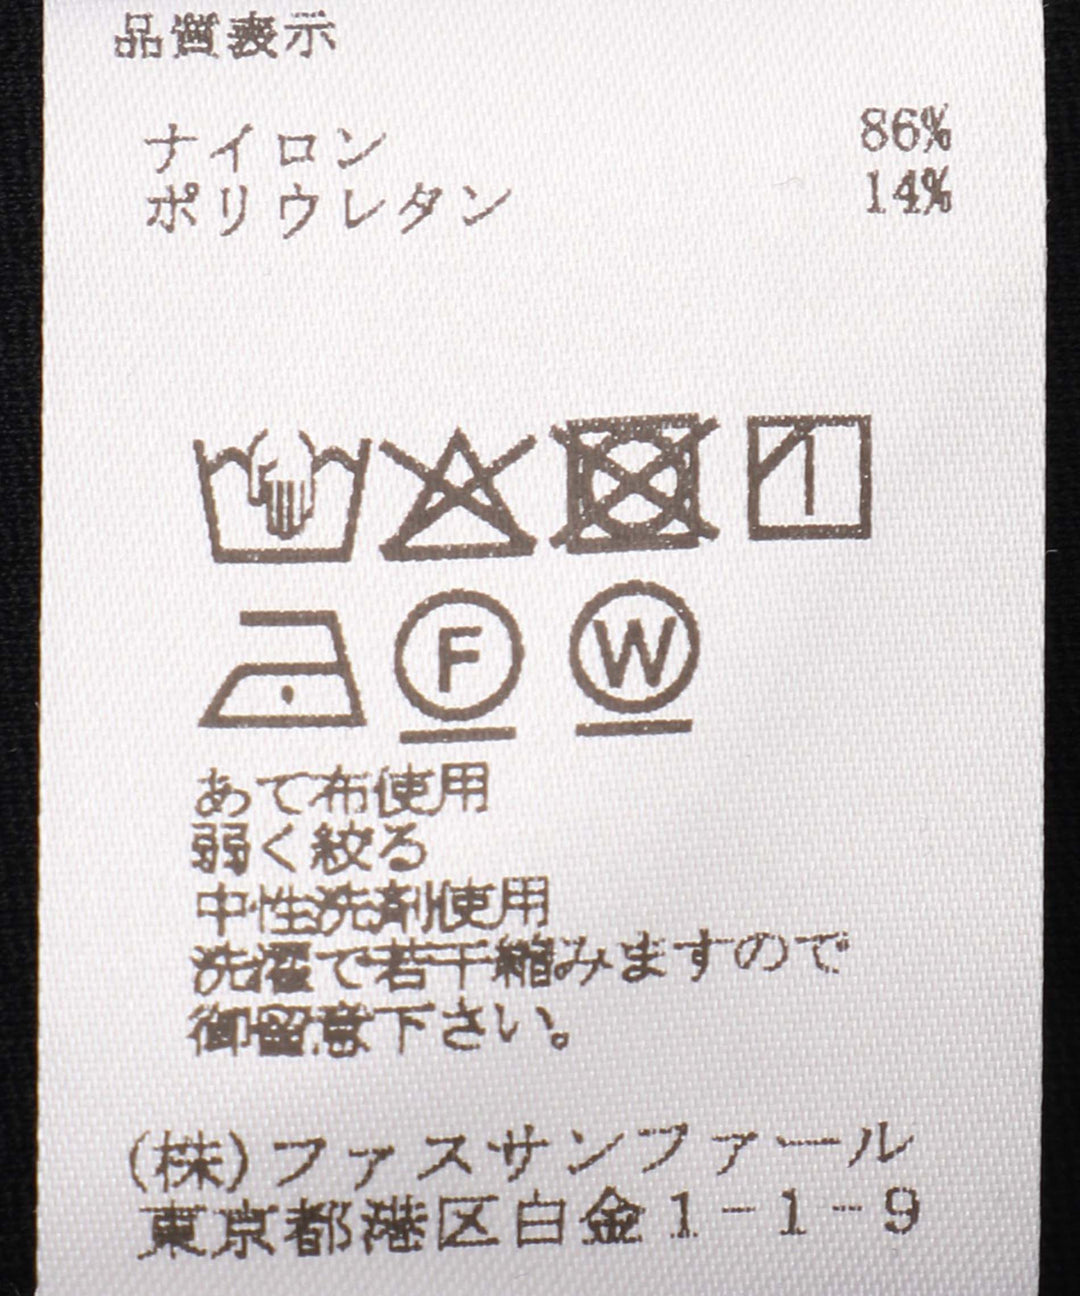 品質表示
ナイロン 86%
ポリウレタン 14%
F W
あて布使用
弱く絞る
中性洗剤使用
洗濯で若干縮みますので
御留意下さい。
(株)ファスサンファール
東京都港区白金1-1-9